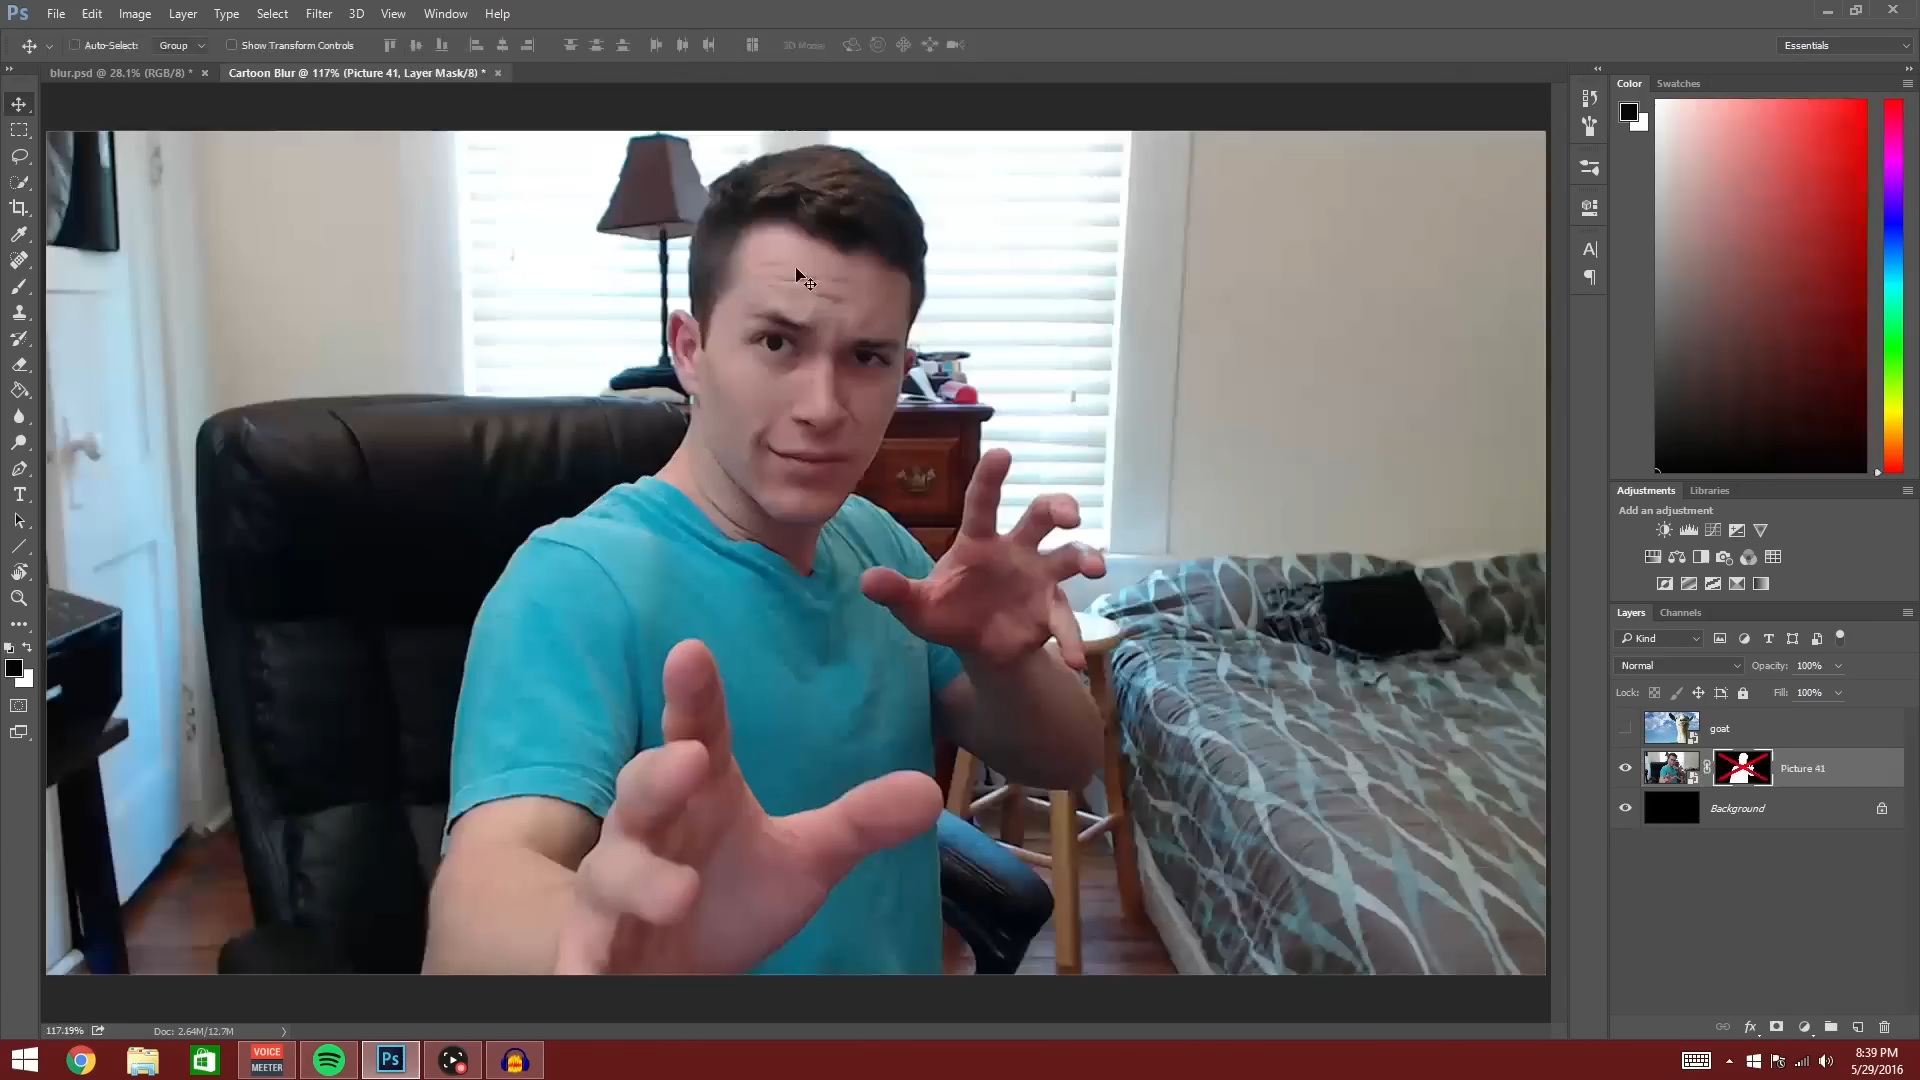 Ps File Edit Image Layer Type Select Filter 3D View Window Help
Auto-Select: Group Show Transform Controls 3D Mode: Essentials
blur.psd @ 28.1% (RGB/8) * × Cartoon Blur @ 117% (Picture 41, Layer Mask/8) * ×
Color Swatches
Adjustments Libraries
Add an adjustment
Layers Channels
Kind
Normal Opacity: 100%
Lock: Fill: 100%
goat
Picture 41
Background
117.19% Doc: 2.64M/12.7M
VOICE
MEETER
Ps
8:39 PM
5/29/2016